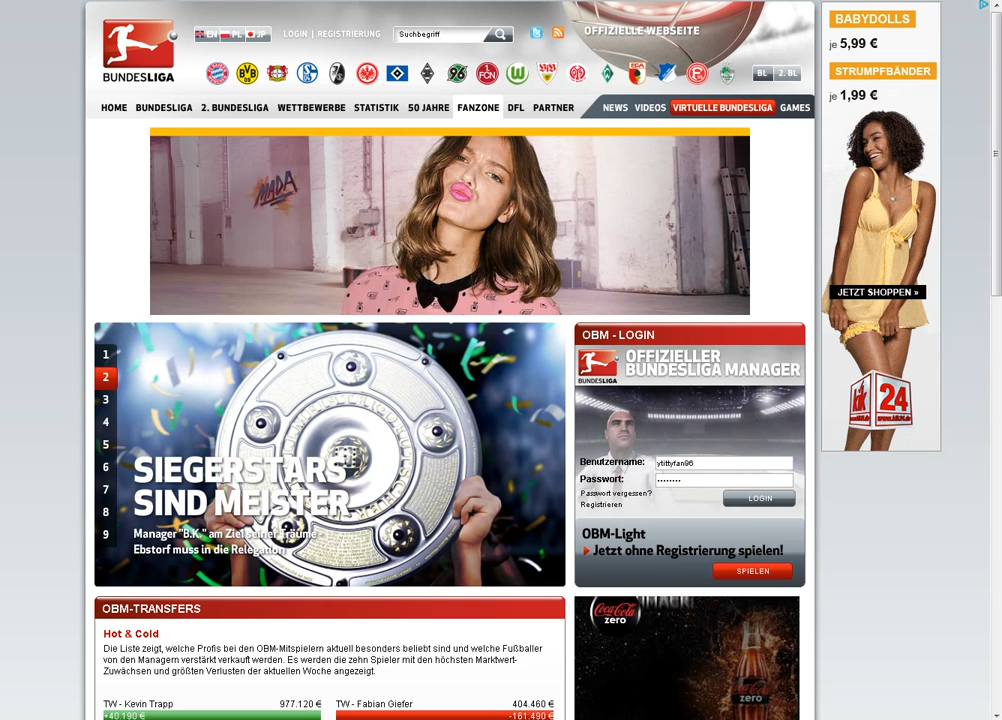 BUNDESLIGA
EN PL JP LOGIN | REGISTRIERUNG
Suchbegriff
OFFIZIELLE WEBSEITE
BL 2. BL
HOME BUNDESLIGA 2. BUNDESLIGA WETTBEWERBE STATISTIK 50 JAHRE FANZONE DFL PARTNER NEWS VIDEOS VIRTUELLE BUNDESLIGA GAMES
BABYDOLLS
je 5,99 €
STRUMPFBÄNDER
je 1,99 €
JETZT SHOPPEN »
kik 24
MADA
1
2
3
4
5
6
7
8
9
SIEGERSTARS
SIND MEISTER
Manager "B.K." am Ziel seiner Träume -
Ebstorf muss in die Relegation
OBM - LOGIN
BUNDESLIGA
OFFIZIELLER
BUNDESLIGA MANAGER
Benutzername: ytittyfan96
Passwort: ••••••••
Passwort vergessen?
Registrieren
LOGIN
OBM-Light
Jetzt ohne Registrierung spielen!
SPIELEN
OBM-TRANSFERS
Hot & Cold
Die Liste zeigt, welche Profis bei den OBM-Mitspielern aktuell besonders beliebt sind und welche Fußballer
von den Managern verstärkt verkauft werden. Es werden die zehn Spieler mit den höchsten Marktwert-
Zuwächsen und größten Verlusten der aktuellen Woche angezeigt.
TW - Kevin Trapp 977.120 €
+40.190 €
TW - Fabian Giefer 404.460 €
-161.490 €
Coca-Cola
zero
zero